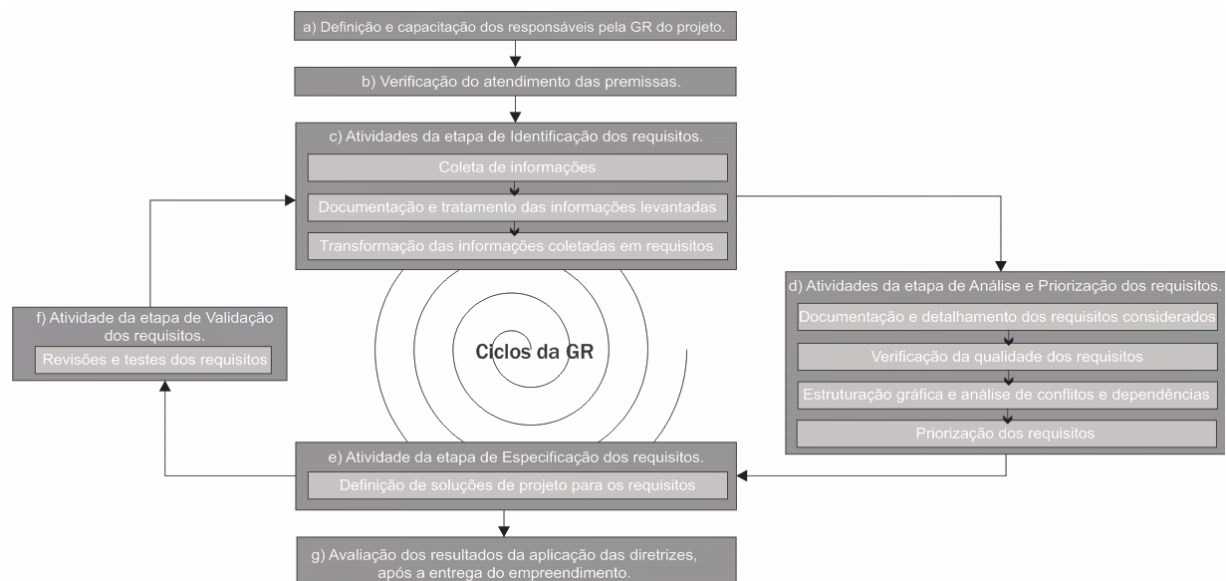 a) Definição e capacitação dos responsáveis pela GR do projeto.
b) Verificação do atendimento das premissas.
c) Atividades da etapa de Identificação dos requisitos.
Coleta de informações
Documentação e tratamento das informações levantadas
Transformação das informações coletadas em requisitos
d) Atividades da etapa de Análise e Priorização dos requisitos.
Documentação e detalhamento dos requisitos considerados
Verificação da qualidade dos requisitos
Estruturação gráfica e análise de conflitos e dependências
Priorização dos requisitos
f) Atividade da etapa de Validação
dos requisitos.
Revisões e testes dos requisitos
Ciclos da GR
e) Atividade da etapa de Especificação dos requisitos.
Definição de soluções de projeto para os requisitos
g) Avaliação dos resultados da aplicação das diretrizes,
após a entrega do empreendimento.